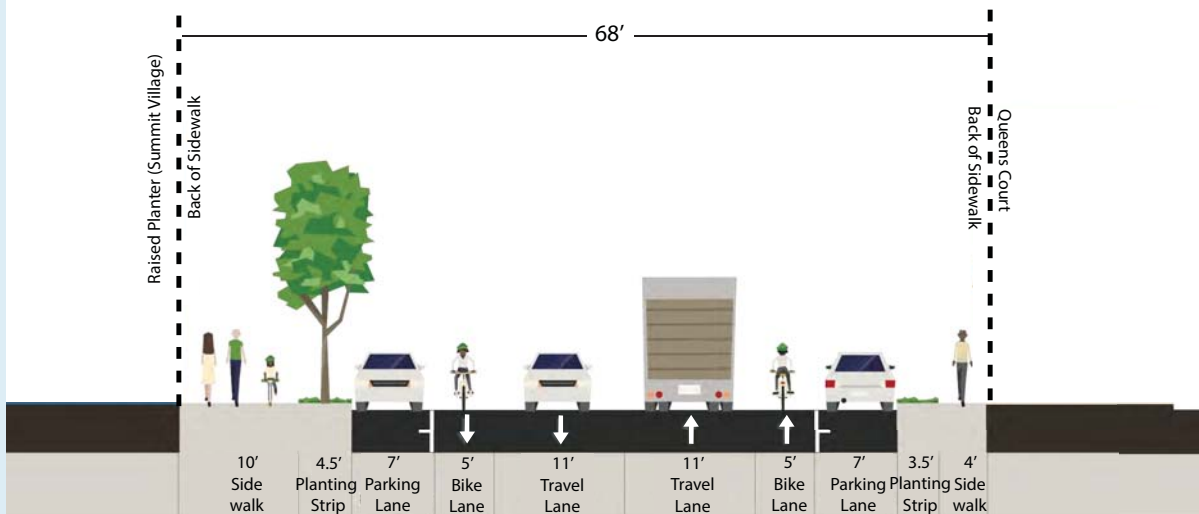 68’
Raised Planter (Summit Village)
Back of Sidewalk
Back of Sidewalk
Queens Court
10’
Side
walk
4.5’
Planting
Strip
7’
Parking
Lane
5’
Bike
Lane
11’
Travel
Lane
11’
Travel
Lane
5’
Bike
Lane
7’
Parking
Lane
3.5’
Planting
Strip
4’
Side
walk